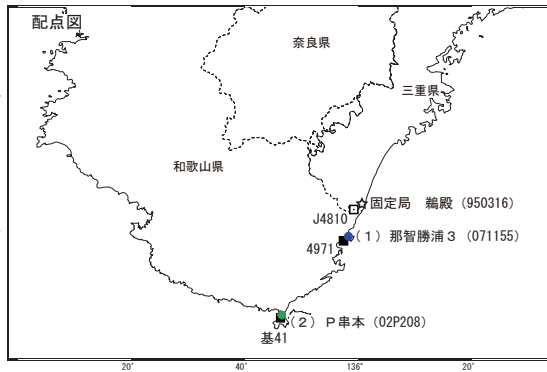 配点図
奈良県
三重県
和歌山県
☆固定局 鵜殿（950316）
J4810
（1）那智勝浦３（071155）
4971
（2）Ｐ串本（02P208）
基41
20′
40′
136°
20′